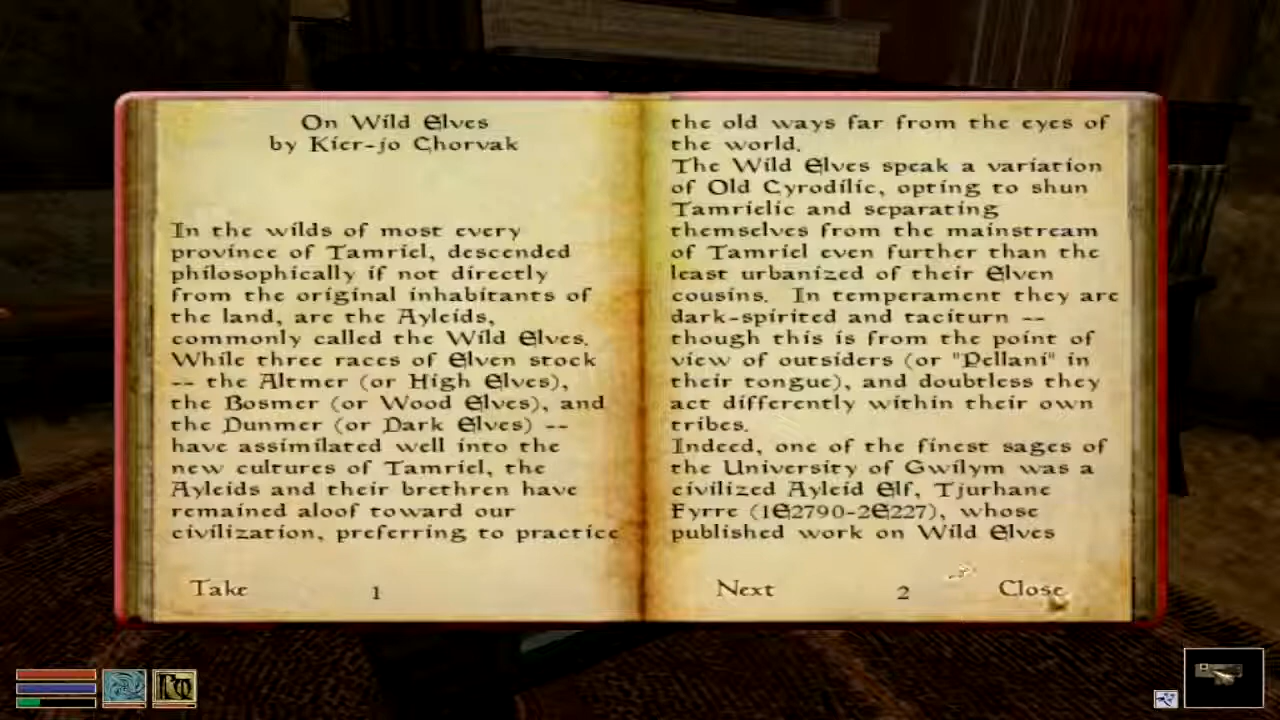 On Wild Elves
by Kier-jo Chorvak
In the wilds of most every
province of Tamriel, descended
philosophically if not directly
from the original inhabitants of
the land, are the Ayleids,
commonly called the Wild Elves.
While three races of Elven stock
-- the Altmer (or High Elves),
the Bosmer (or Wood Elves), and
the Dunmer (or Dark Elves) --
have assimilated well into the
new cultures of Tamriel, the
Ayleids and their brethren have
remained aloof toward our
civilization, preferring to practice
the old ways far from the eyes of
the world.
The Wild Elves speak a variation
of Old Cyrodilic, opting to shun
Tamrielic and separating
themselves from the mainstream
of Tamriel even further than the
least urbanized of their Elven
cousins.  In temperament they are
dark-spirited and taciturn --
though this is from the point of
view of outsiders (or "Pellani" in
their tongue), and doubtless they
act differently within their own
tribes.
Indeed, one of the finest sages of
the University of Gwilym was a
civilized Ayleid Elf, Tjurhane
Fyrre (1E2790-2E227), whose
published work on Wild Elves
Take 1 Next 2 Close